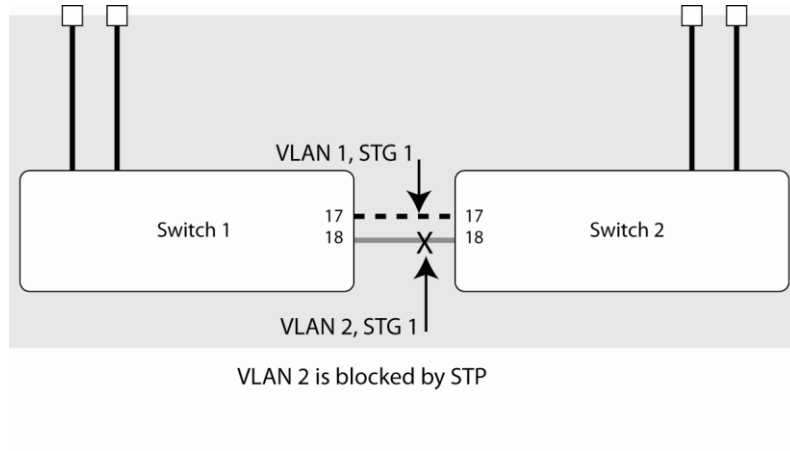 VLAN 1, STG 1
Switch 1
17
17
18
18
Switch 2
VLAN 2, STG 1
X
VLAN 2 is blocked by STP